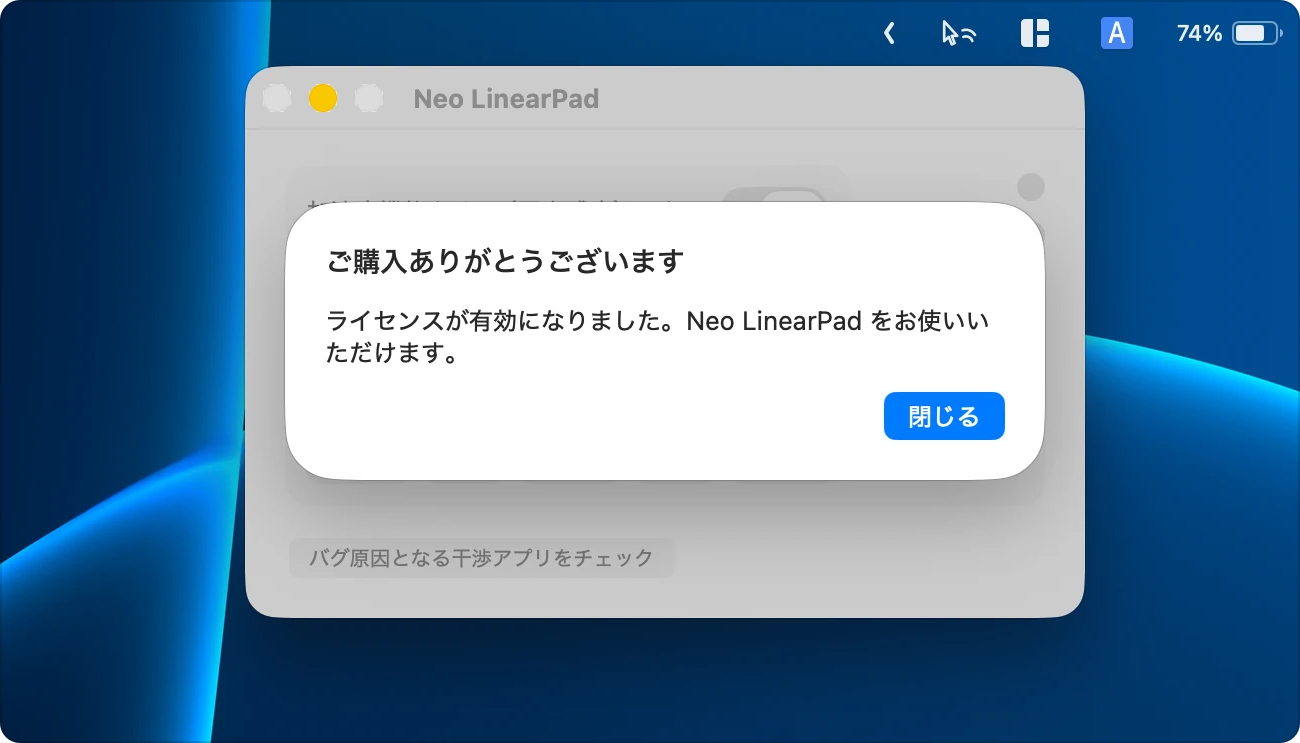 A
74%
Neo LinearPad
ご購入ありがとうございます
ライセンスが有効になりました。Neo LinearPad をお使いい
ただけます。
閉じる
バグ原因となる干渉アプリをチェック